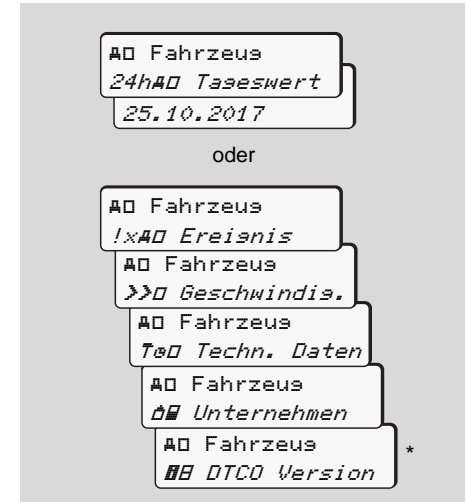 Fahrzeug
24h Tageswert
25.10.2017
oder
Fahrzeug
!x Ereignis
Fahrzeug
>> Geschwindig.
Fahrzeug
Techn. Daten
Fahrzeug
Unternehmen
Fahrzeug
*
DTCO Version